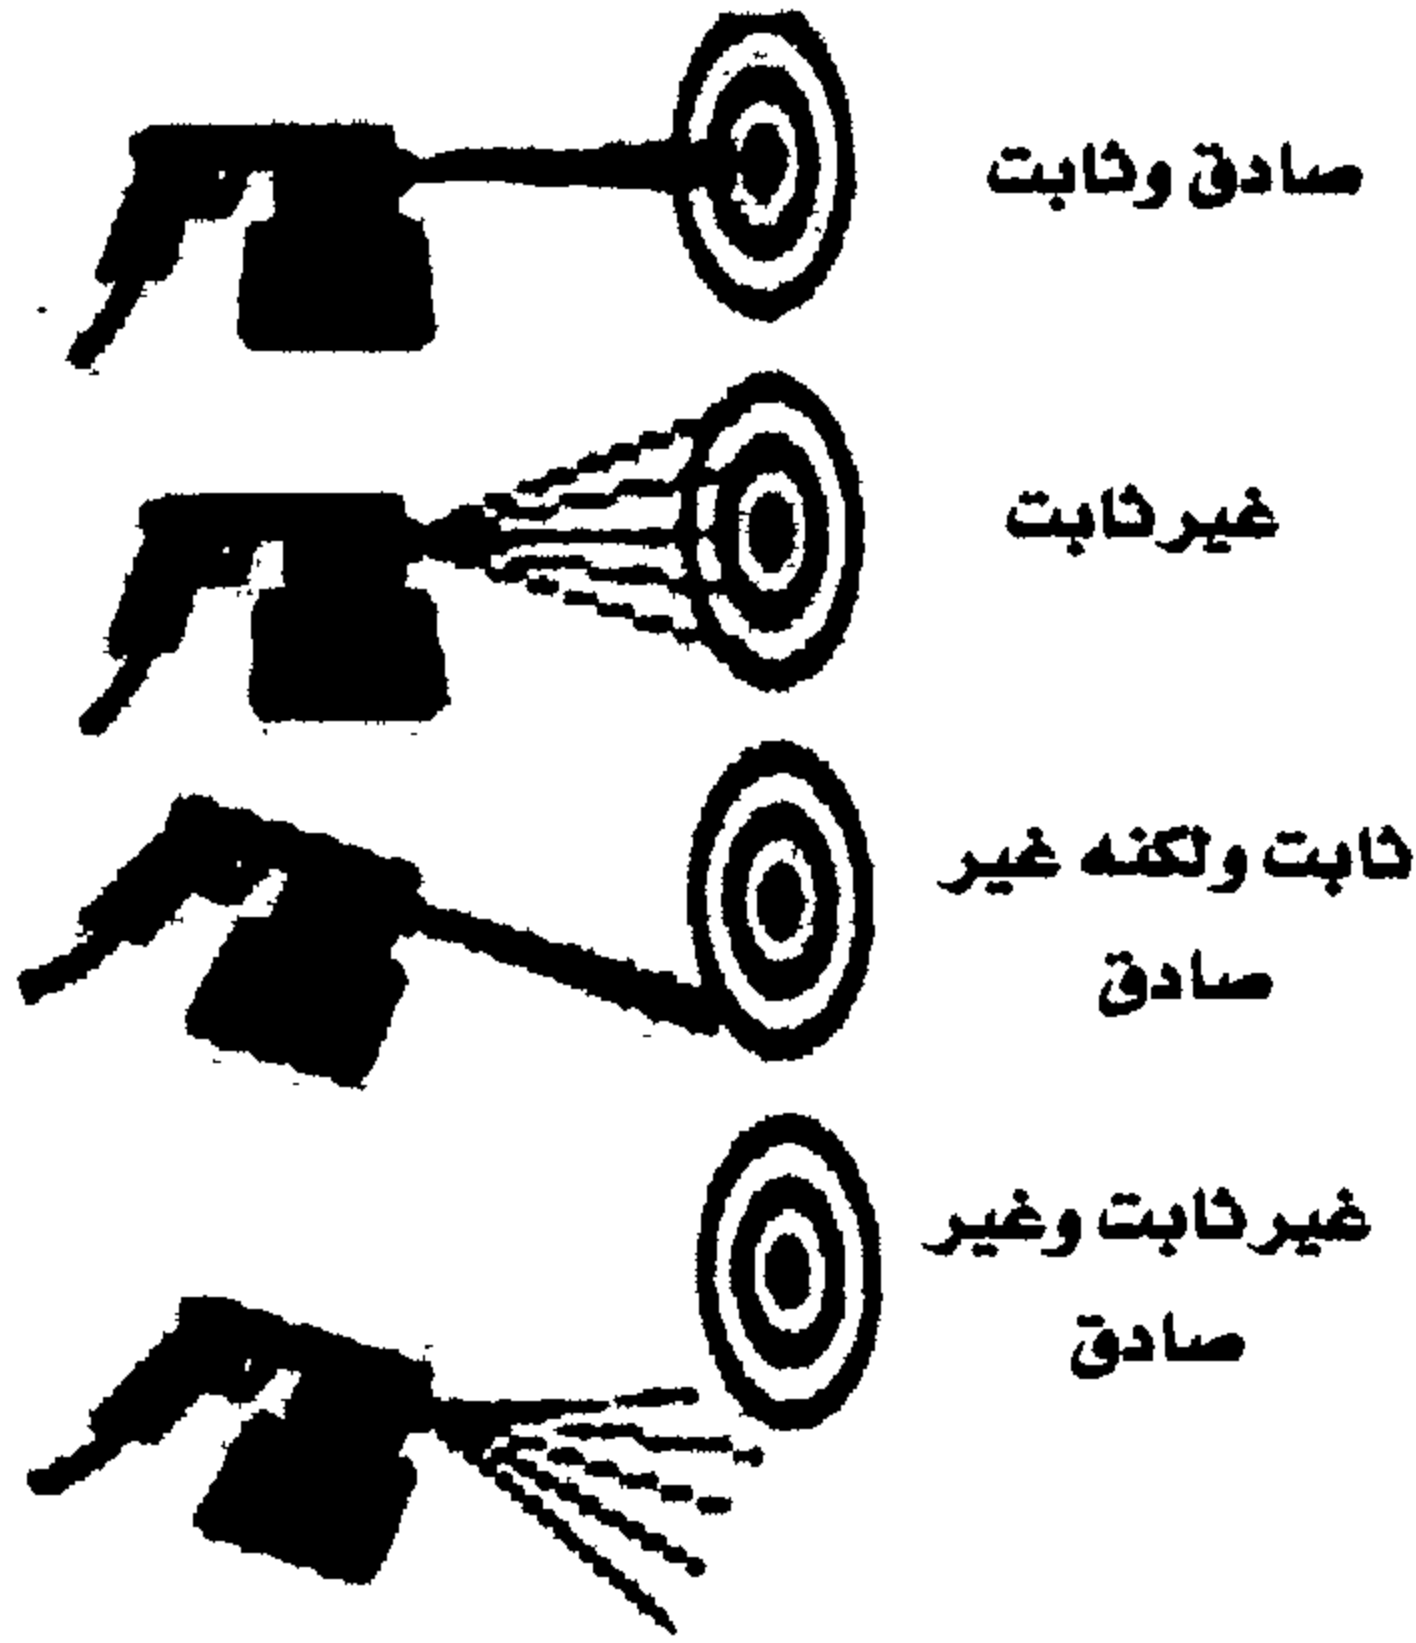 صادق وثابت
غير ثابت
ثابت ولكنه غير
صادق
غير ثابت وغير
صادق